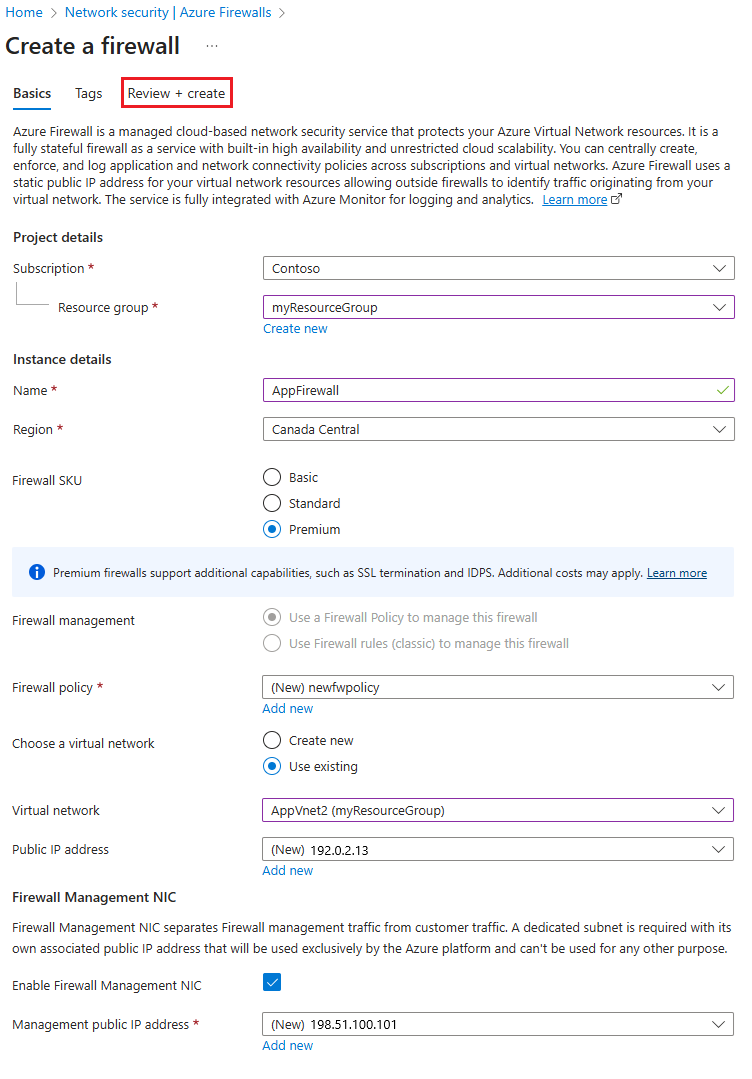 Home > Network security | Azure Firewalls >
Create a firewall ...
Basics Tags Review + create
Azure Firewall is a managed cloud-based network security service that protects your Azure Virtual Network resources. It is a
fully stateful firewall as a service with built-in high availability and unrestricted cloud scalability. You can centrally create,
enforce, and log application and network connectivity policies across subscriptions and virtual networks. Azure Firewall uses a
static public IP address for your virtual network resources allowing outside firewalls to identify traffic originating from your
virtual network. The service is fully integrated with Azure Monitor for logging and analytics. Learn more
Project details
Subscription * Contoso
Resource group * myResourceGroup
Create new
Instance details
Name * AppFirewall
Region * Canada Central
Firewall SKU
Basic
Standard
Premium
Premium firewalls support additional capabilities, such as SSL termination and IDPS. Additional costs may apply. Learn more
Firewall management
Use a Firewall Policy to manage this firewall
Use Firewall rules (classic) to manage this firewall
Firewall policy * (New) newfwpolicy
Add new
Choose a virtual network
Create new
Use existing
Virtual network AppVnet2 (myResourceGroup)
Public IP address (New) 192.0.2.13
Add new
Firewall Management NIC
Firewall Management NIC separates Firewall management traffic from customer traffic. A dedicated subnet is required with its
own associated public IP address that will be used exclusively by the Azure platform and can't be used for any other purpose.
Enable Firewall Management NIC
Management public IP address * (New) 198.51.100.101
Add new